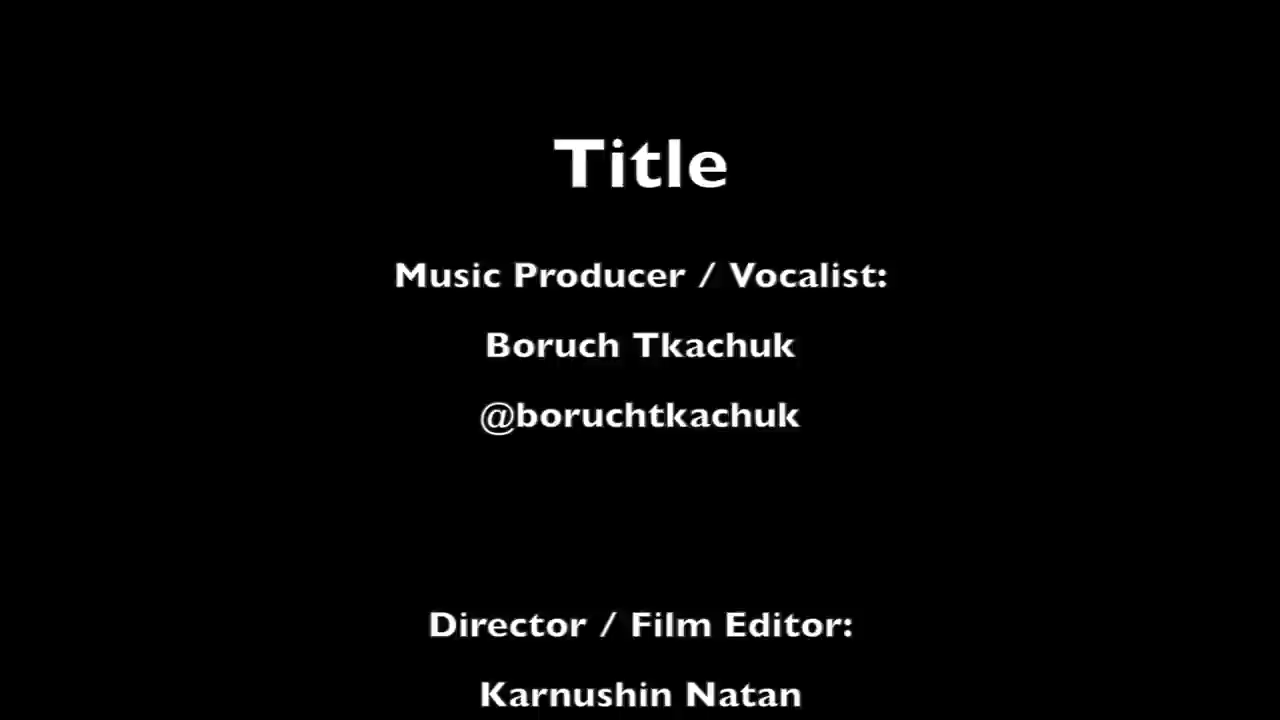 Title
Music Producer / Vocalist:
Boruch Tkachuk
@boruchtkachuk
Director / Film Editor:
Karnushin Natan